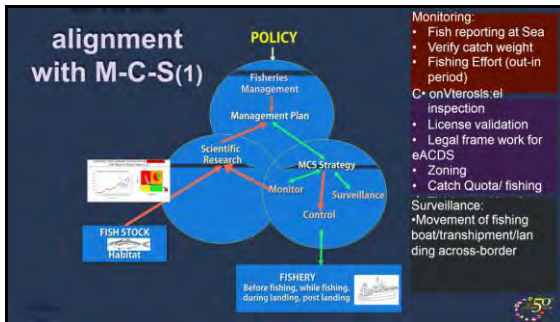 alignment
with M-C-S(1)
POLICY
Fisheries Management
Management Plan
Scientific
Research
MCS Strategy
Monitor
Surveillance
Control
FISH STOCK
Habitat
FISHERY
Before fishing, while fishing,
during landing, post landing
Monitoring:
• Fish reporting at Sea
• Verify catch weight
• Fishing Effort (out-in
period)
C• onVterosis:el
inspection
• License validation
• Legal frame work for
eACDS
• Zoning
• Catch Quota/ fishing
Surveillance:
•Movement of fishing
boat/transhipment/lan
ding across-border